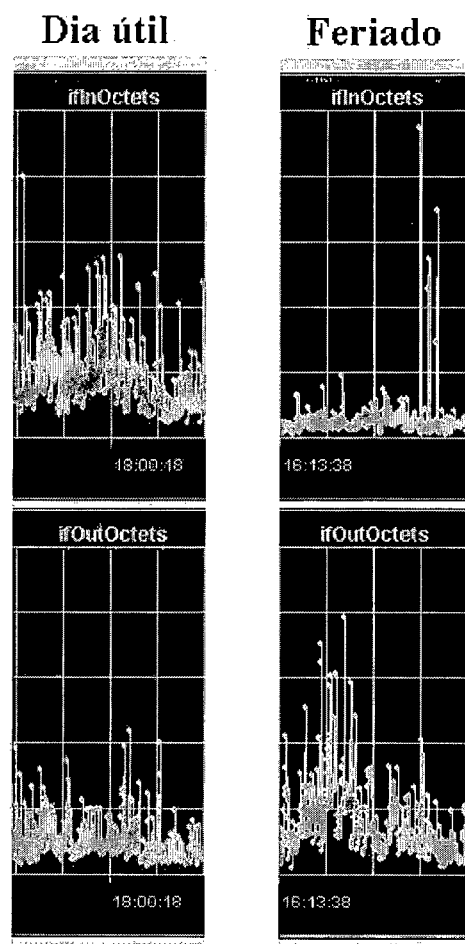 Dia útil
Feriado
ifInOctets
ifInOctets
18:00:18
16:13:38
ifOutOctets
ifOutOctets
18:00:18
16:13:38